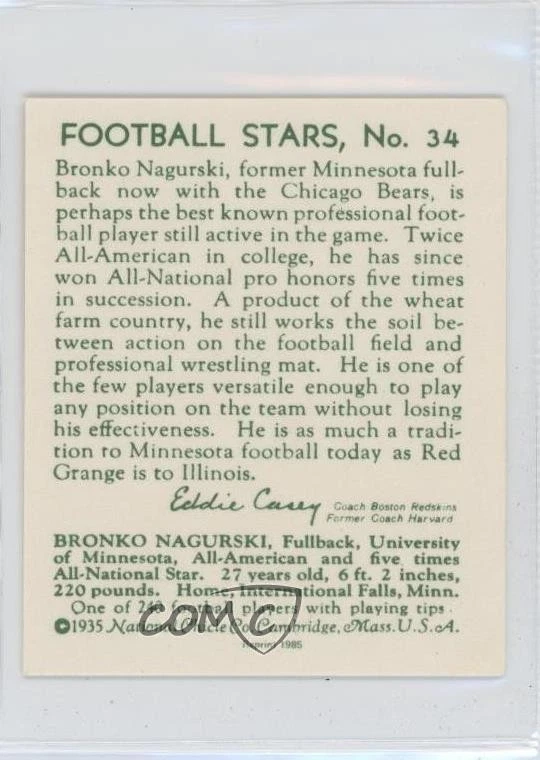 FOOTBALL STARS, No. 34
Bronko Nagurski, former Minnesota full-
back now with the Chicago Bears, is
perhaps the best known professional foot-
ball player still active in the game. Twice
All-American in college, he has since
won All-National pro honors five times
in succession. A product of the wheat
farm country, he still works the soil be-
tween action on the football field and
professional wrestling mat. He is one of
the few players versatile enough to play
any position on the team without losing
his effectiveness. He is as much a tradi-
tion to Minnesota football today as Red
Grange is to Illinois.
Eddie Casey Coach Boston Redskins
Former Coach Harvard
BRONKO NAGURSKI, Fullback, University
of Minnesota, All-American and five times
All-National Star. 27 years old, 6 ft. 2 inches,
220 pounds. Home, International Falls, Minn.
One of football players with playing tips.
©1935 National Chicle Co. Cambridge, Mass. U.S.A.
Reprint 1985
COMC